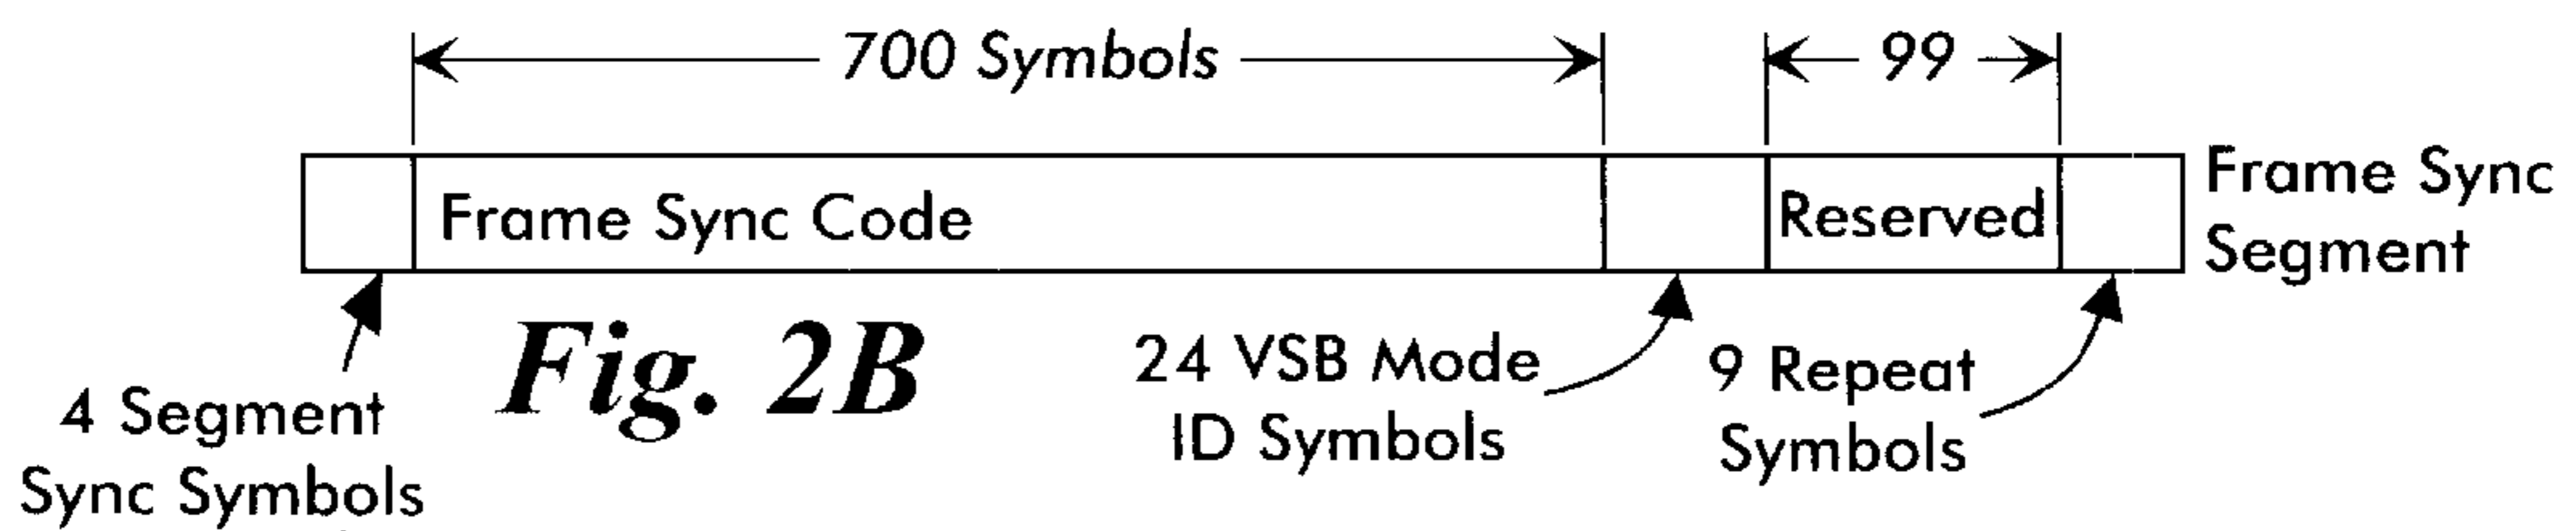 700 Symbols
99
Frame Sync Code
Reserved
Frame Sync
Segment
4 Segment
Sync Symbols
Fig. 2B
24 VSB Mode
ID Symbols
9 Repeat
Symbols